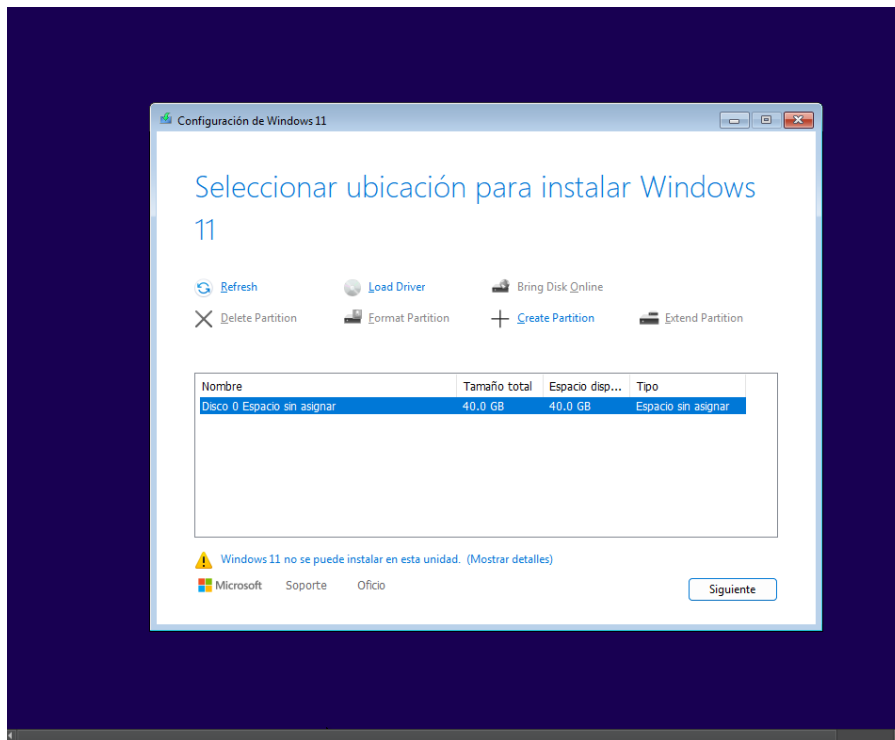 Configuración de Windows 11
Seleccionar ubicación para instalar Windows
11
Refresh Load Driver Bring Disk Online
Delete Partition Format Partition Create Partition Extend Partition
Nombre Tamaño total Espacio disp... Tipo
Disco 0 Espacio sin asignar 40.0 GB 40.0 GB Espacio sin asignar
Windows 11 no se puede instalar en esta unidad. (Mostrar detalles)
Microsoft Soporte Oficio Siguiente